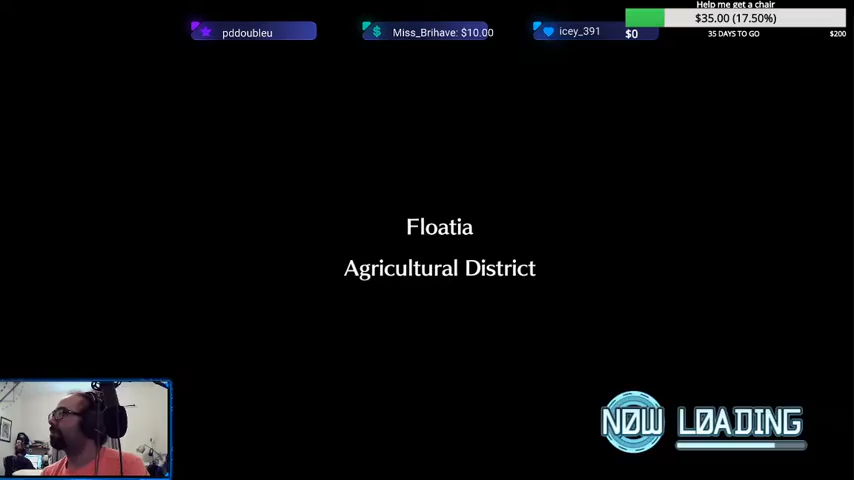 Help me get a chair
pddoubleu
Miss_Brihave: $10.00
icey_391
$0
$35.00 (17.50%)
35 DAYS TO GO
$200
Floatia
Agricultural District
NOW LOADING